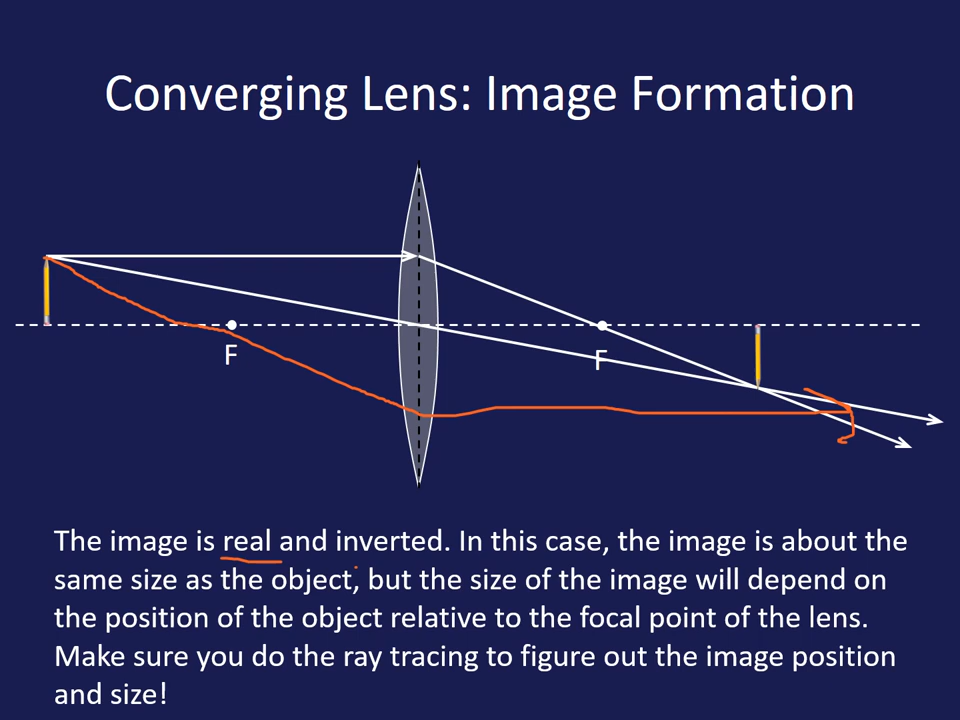 Converging Lens: Image Formation
F
F
The image is real and inverted. In this case, the image is about the
same size as the object, but the size of the image will depend on
the position of the object relative to the focal point of the lens.
Make sure you do the ray tracing to figure out the image position
and size!